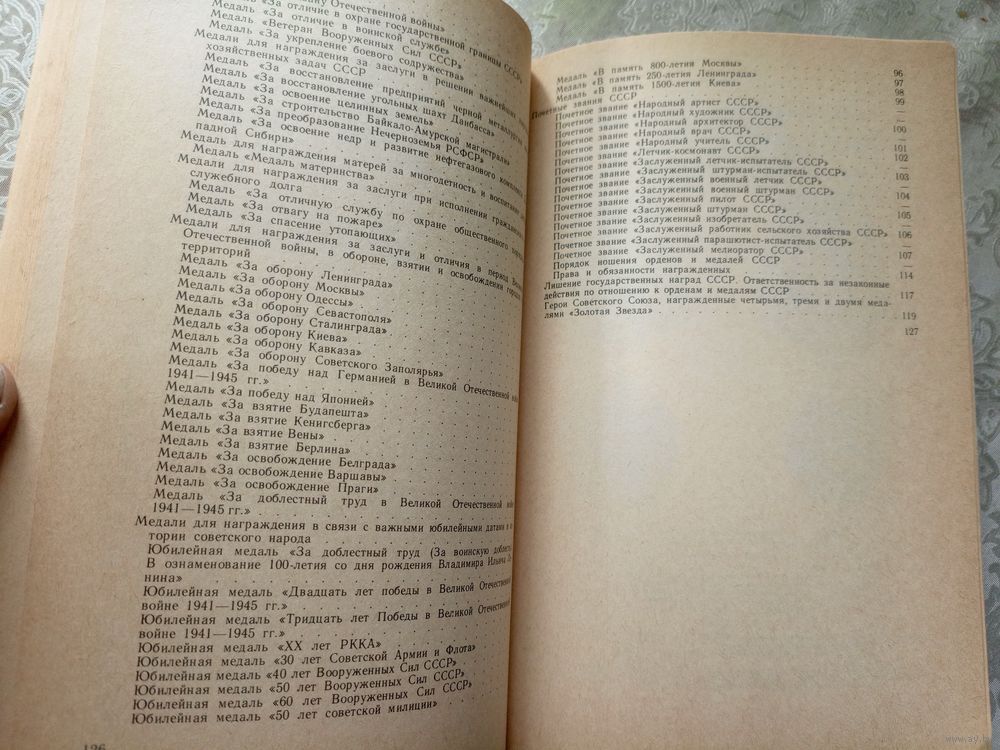 Отечественной войны»
Медаль «За отличие в охране государственной границы СССР»
Медаль «За отличие в воинской службе»
Медаль «Ветеран Вооруженных Сил СССР»
Медаль «За укрепление боевого содружества»
Медали для награждения за заслуги в решении важнейших
хозяйственных задач СССР
Медаль «За восстановление предприятий черной металлургии
Медаль «За восстановление угольных шахт Донбасса»
Медаль «За освоение целинных земель»
Медаль «За строительство Байкало-Амурской магистрали»
Медаль «За преобразование Нечерноземья РСФСР»
Медаль «За освоение недр и развитие нефтегазового комплекса
падной Сибири»
Медаль для награждения матерей за многодетность и воспитание
Медаль «Медаль материнства»
Медали для награждения за заслуги при исполнении гражданского
служебного долга
Медаль «За отличную службу по охране общественного
Медаль «За отвагу на пожаре»
Медаль «За спасение утопающих»
Медали для награждения за заслуги и отличия в период
Отечественной войны, в обороне, взятии и освобождении городов
территорий
Медаль «За оборону Ленинграда»
Медаль «За оборону Москвы»
Медаль «За оборону Одессы»
Медаль «За оборону Севастополя»
Медаль «За оборону Сталинграда»
Медаль «За оборону Киева»
Медаль «За оборону Кавказа»
Медаль «За оборону Советского Заполярья»
Медаль «За победу над Германией в Великой Отечественной
1941—1945 гг.»
Медаль «За победу над Японией»
Медаль «За взятие Будапешта»
Медаль «За взятие Кенигсберга»
Медаль «За взятие Вены»
Медаль «За взятие Берлина»
Медаль «За освобождение Белграда»
Медаль «За освобождение Варшавы»
Медаль «За освобождение Праги»
Медаль «За доблестный труд в Великой Отечественной
1941—1945 гг.»
Медали для награждения в связи с важными юбилейными датами в
тории советского народа
Юбилейная медаль «За доблестный труд (За воинскую
В ознаменование 100-летия со дня рождения Владимира Ильича
нина»
Юбилейная медаль «Двадцать лет победы в Великой Отечественной
войне 1941—1945 гг.»
Юбилейная медаль «Тридцать лет Победы в Великой Отечественной
войне 1941—1945 гг.»
Юбилейная медаль «XX лет РККА»
Юбилейная медаль «30 лет Советской Армии и Флота»
Юбилейная медаль «40 лет Вооруженных Сил СССР»
Юбилейная медаль «50 лет Вооруженных Сил СССР»
Юбилейная медаль «60 лет Вооруженных Сил СССР»
Юбилейная медаль «50 лет советской милиции»
126
Медаль «В память 800-летия Москвы» 96
Медаль «В память 250-летия Ленинграда» 97
Медаль «В память 1500-летия Киева» 98
Почетные звания СССР 99
Почетное звание «Народный артист СССР» —
Почетное звание «Народный художник СССР» —
Почетное звание «Народный архитектор СССР» 100
Почетное звание «Народный врач СССР» —
Почетное звание «Народный учитель СССР» 101
Почетное звание «Летчик-космонавт СССР» 102
Почетное звание «Заслуженный летчик-испытатель СССР» —
Почетное звание «Заслуженный штурман-испытатель СССР» 103
Почетное звание «Заслуженный военный летчик СССР» —
Почетное звание «Заслуженный военный штурман СССР» 104
Почетное звание «Заслуженный пилот СССР» —
Почетное звание «Заслуженный штурман СССР» 105
Почетное звание «Заслуженный изобретатель СССР» —
Почетное звание «Заслуженный работник сельского хозяйства СССР» 106
Почетное звание «Заслуженный парашютист-испытатель СССР» —
Почетное звание «Заслуженный мелиоратор СССР» 107
Порядок ношения орденов и медалей СССР —
Права и обязанности награжденных 114
Лишение государственных наград СССР. Ответственность за незаконные
действия по отношению к орденам и медалям СССР 117
Герои Советского Союза, награжденные четырьмя, тремя и двумя меда-
лями «Золотая Звезда» 119
127